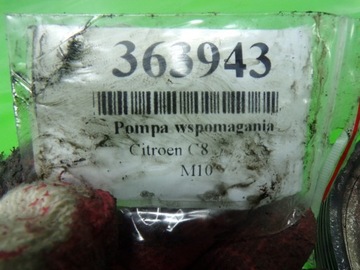 363943
Pompa wspomagania
Citroen C8
M10